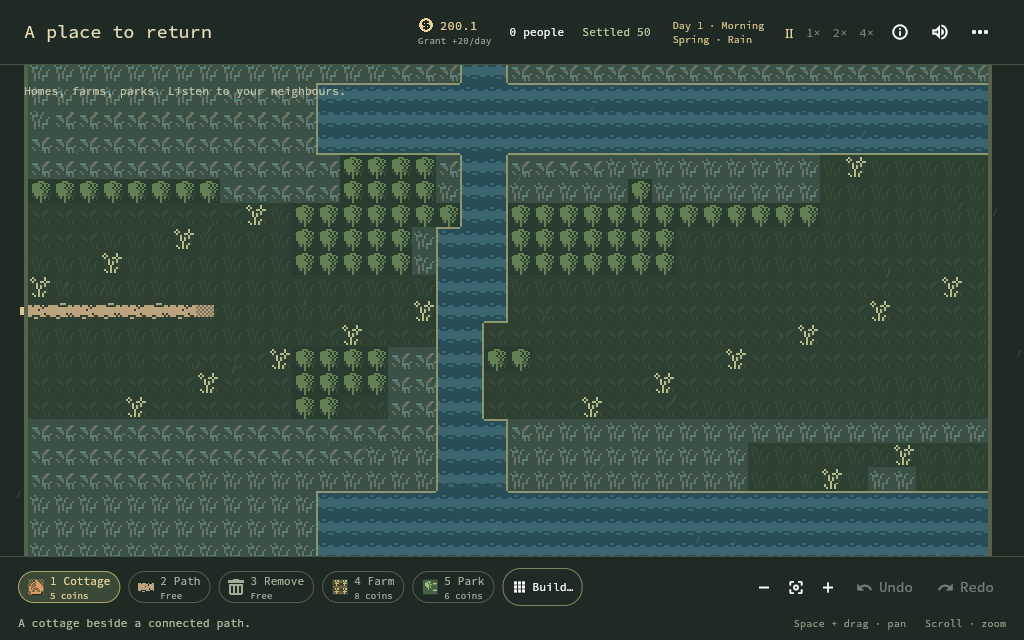 A place to return
200.1
Grant +20/day
0 people
Settled 50
Day 1 · Morning
Spring · Rain
II
1×
2×
4×
Homes, farms, parks. Listen to your neighbours.
1 Cottage
5 coins
2 Path
Free
3 Remove
Free
4 Farm
8 coins
5 Park
6 coins
Build…
Undo
Redo
A cottage beside a connected path.
Space + drag · pan
Scroll · zoom